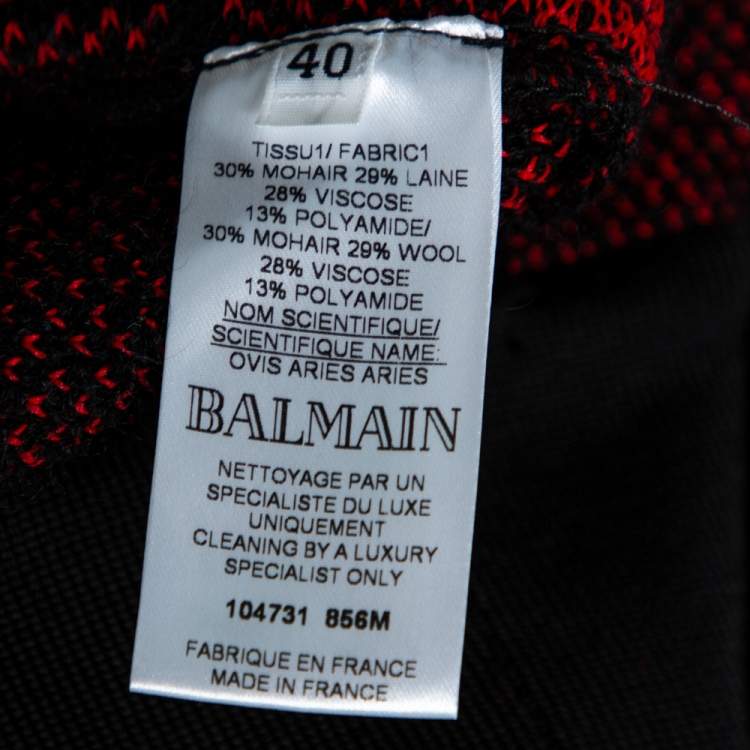 40
TISSU1/ FABRIC1
30% MOHAIR 29% LAINE
28% VISCOSE
13% POLYAMIDE/
30% MOHAIR 29% WOOL
28% VISCOSE
13% POLYAMIDE
NOM SCIENTIFIQUE/
SCIENTIFIQUE NAME:
OVIS ARIES ARIES
BALMAIN
NETTOYAGE PAR UN
SPECIALISTE DU LUXE
UNIQUEMENT
CLEANING BY A LUXURY
SPECIALIST ONLY
104731 856M
FABRIQUE EN FRANCE
MADE IN FRANCE